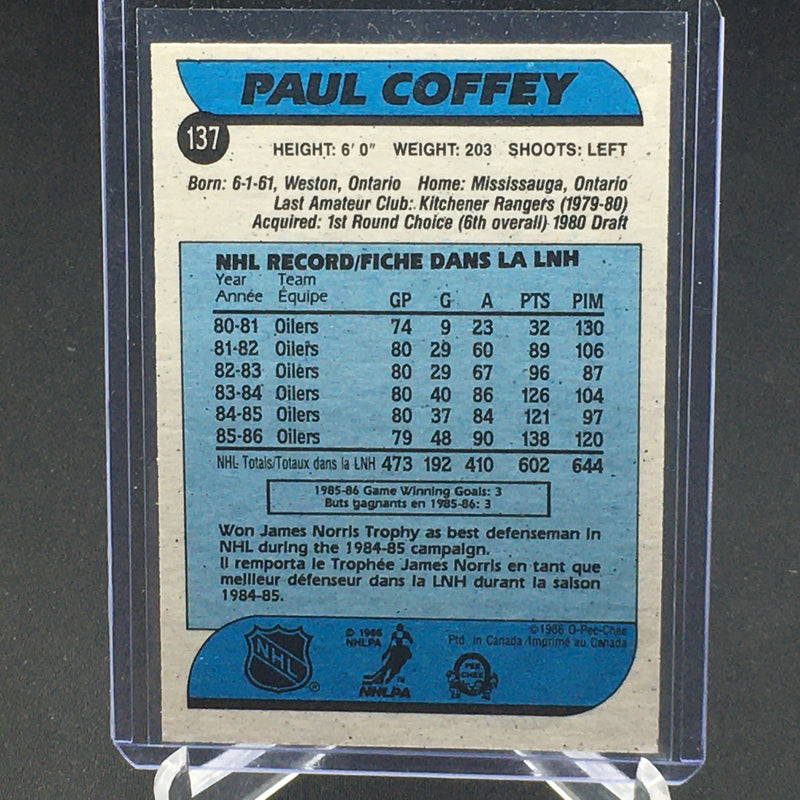 PAUL COFFEY
137
HEIGHT: 6' 0" WEIGHT: 203 SHOOTS: LEFT
Born: 6-1-61, Weston, Ontario Home: Mississauga, Ontario
Last Amateur Club: Kitchener Rangers (1979-80)
Acquired: 1st Round Choice (6th overall) 1980 Draft
NHL RECORD/FICHE DANS LA LNH
Year Team
Année Équipe GP G A PTS PIM
80-81 Oilers 74 9 23 32 130
81-82 Oilers 80 29 60 89 106
82-83 Oilers 80 29 67 96 87
83-84 Oilers 80 40 86 126 104
84-85 Oilers 80 37 84 121 97
85-86 Oilers 79 48 90 138 120
NHL Totals/Totaux dans la LNH 473 192 410 602 644
1985-86 Game Winning Goals: 3
Buts gagnants en 1985-86: 3
Won James Norris Trophy as best defenseman in
NHL during the 1984-85 campaign.
Il remporta le Trophée James Norris en tant que
meilleur défenseur dans la LNH durant la saison
1984-85.
NHL ®
© 1986
NHLPA
NHLPA ™
© 1986 O-Pee-Chee
Ptd. in Canada/Imprimé au Canada
O PEE CHEE